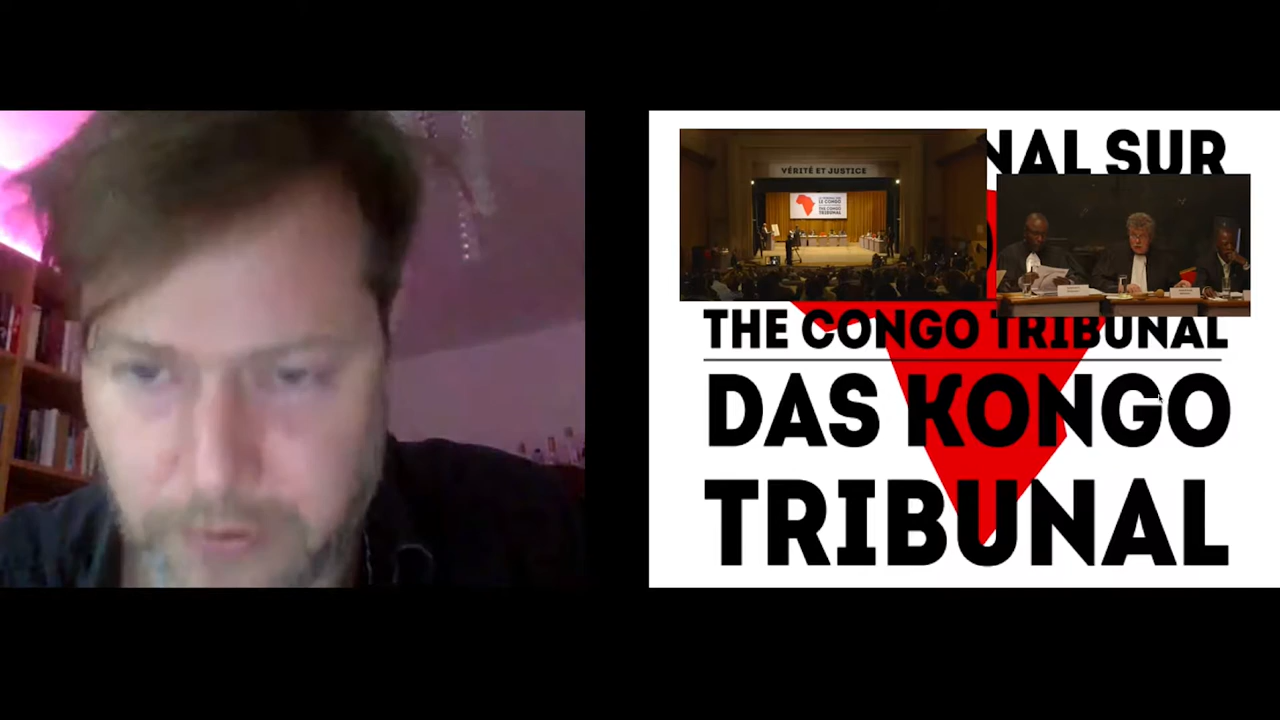 NAL SUR
VÉRITÉ ET JUSTICE
LE CONGO
THE CONGO
TRIBUNAL
THE CONGO TRIBUNAL
DAS KONGO
TRIBUNAL